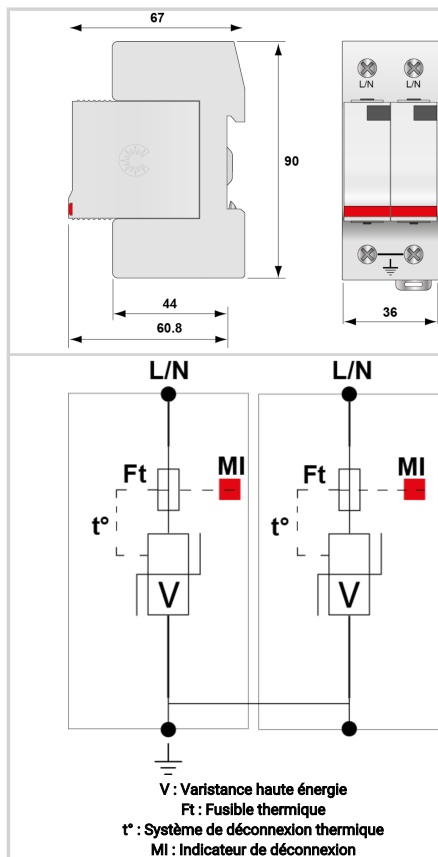 67
90
L/N
L/N
44
60.8
36
L/N
L/N
Ft
MI
Ft
MI
t°
t°
V
V
V : Varistance haute énergie
Ft : Fusible thermique
t° : Système de déconnexion thermique
MI : Indicateur de déconnexion